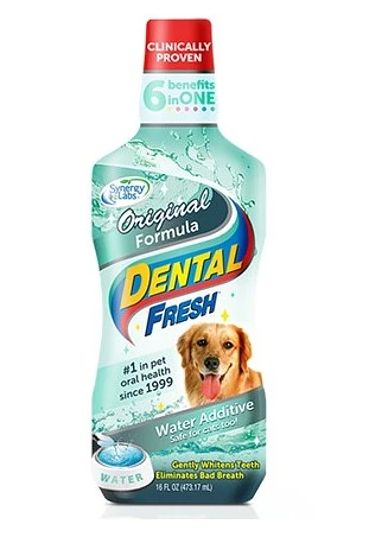 CLINICALLY
PROVEN
6 benefits
in ONE
Synergy
Labs
Original
Formula
DENTAL
FRESH
#1 in pet
oral health
since 1999
Water Additive
Safe for cats too!
WATER
Gently Whitens Teeth
Eliminates Bad Breath
16 FL OZ (473.17 mL)